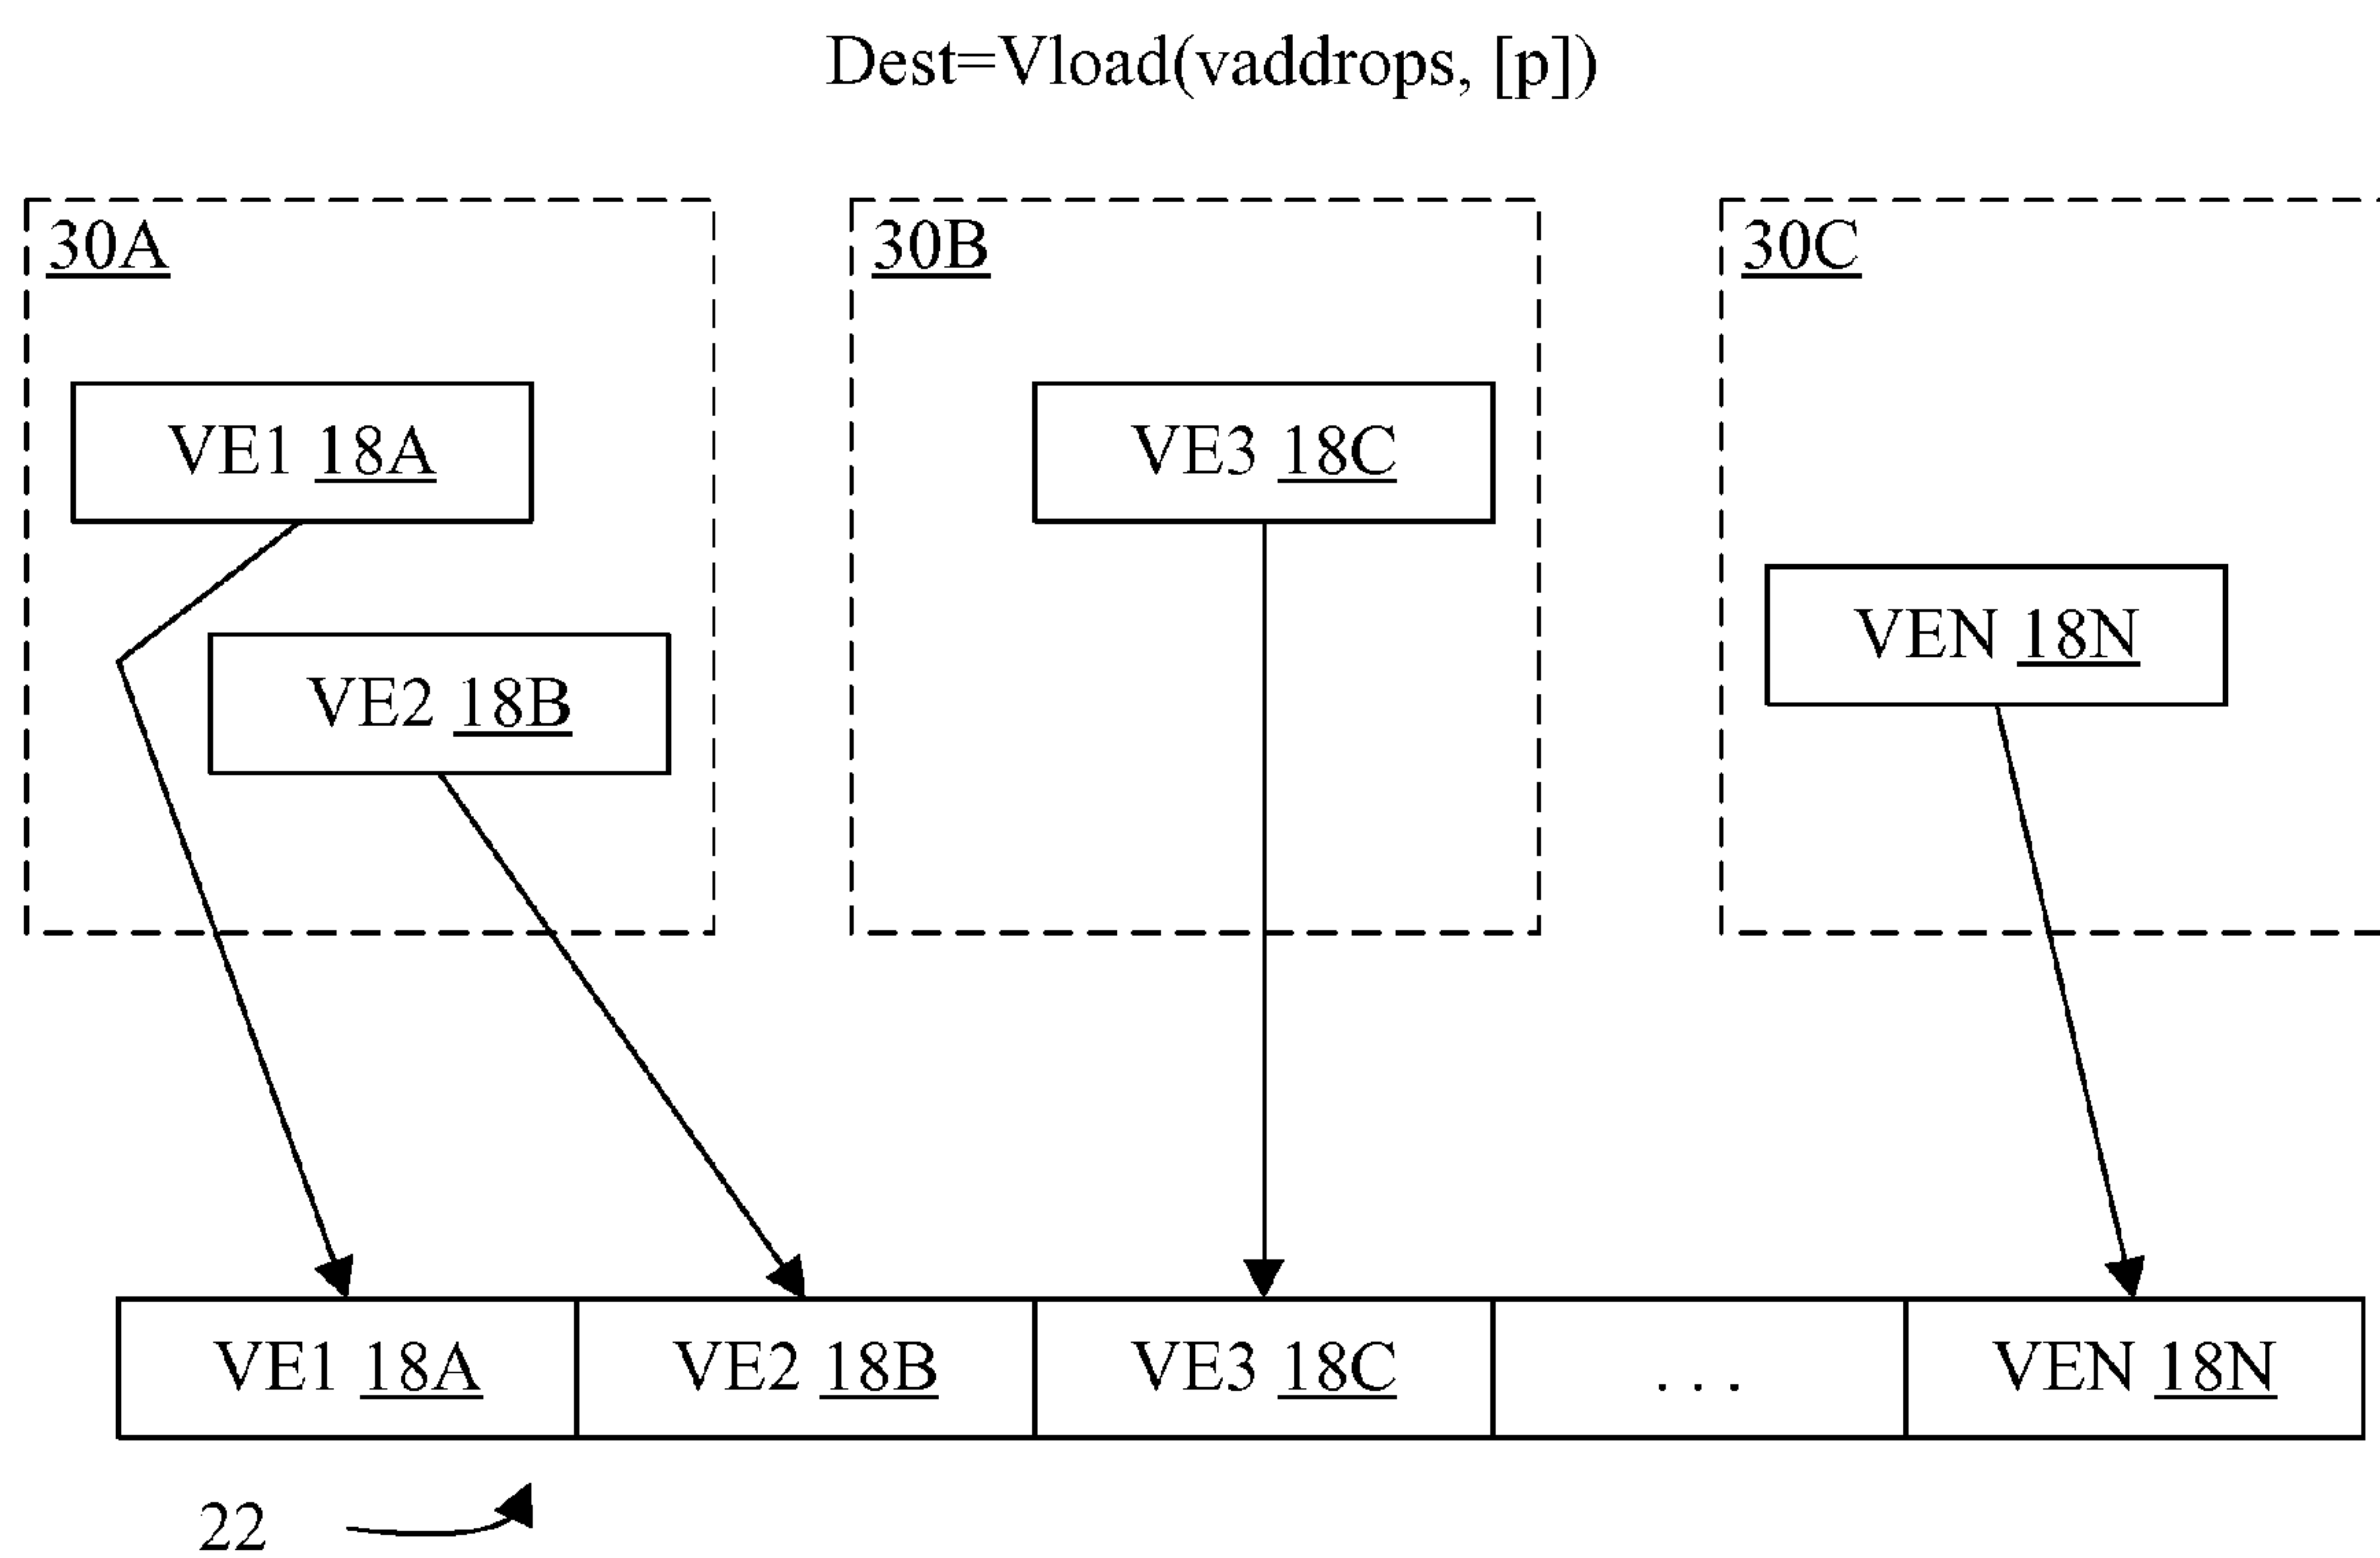 Dest=Vload(vaddrops, [p])
30A
30B
30C
VE1 18A
VE3 18C
VEN 18N
VE2 18B
VE1 18A
VE2 18B
VE3 18C
. . .
VEN 18N
22